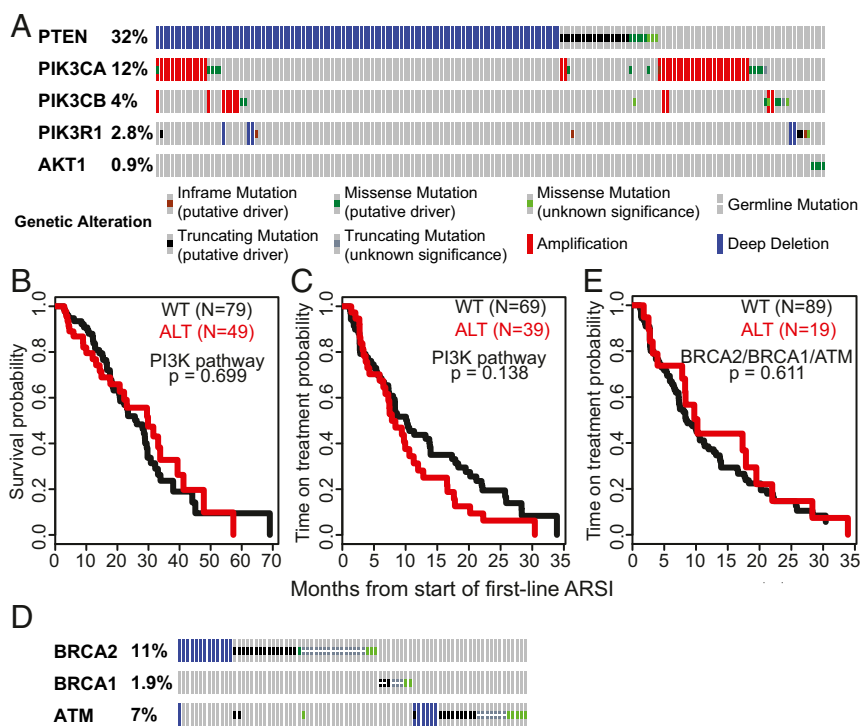 A
PTEN 32%
PIK3CA 12%
PIK3CB 4%
PIK3R1 2.8%
AKT1 0.9%
Genetic Alteration
Inframe Mutation (putative driver)
Missense Mutation (putative driver)
Missense Mutation (unknown significance)
Germline Mutation
Truncating Mutation (putative driver)
Truncating Mutation (unknown significance)
Amplification
Deep Deletion
B
WT (N=79)
ALT (N=49)
PI3K pathway
p = 0.699
Survival probability
1.0
0.8
0.6
0.4
0.2
0.0
0 10 20 30 40 50 60 70
C
WT (N=69)
ALT (N=39)
PI3K pathway
p = 0.138
Time on treatment probability
1.0
0.8
0.6
0.4
0.2
0.0
0 5 10 15 20 25 30 35
E
WT (N=89)
ALT (N=19)
BRCA2/BRCA1/ATM
p = 0.611
Time on treatment probability
1.0
0.8
0.6
0.4
0.2
0.0
0 5 10 15 20 25 30 35
Months from start of first-line ARSI
D
BRCA2 11%
BRCA1 1.9%
ATM 7%